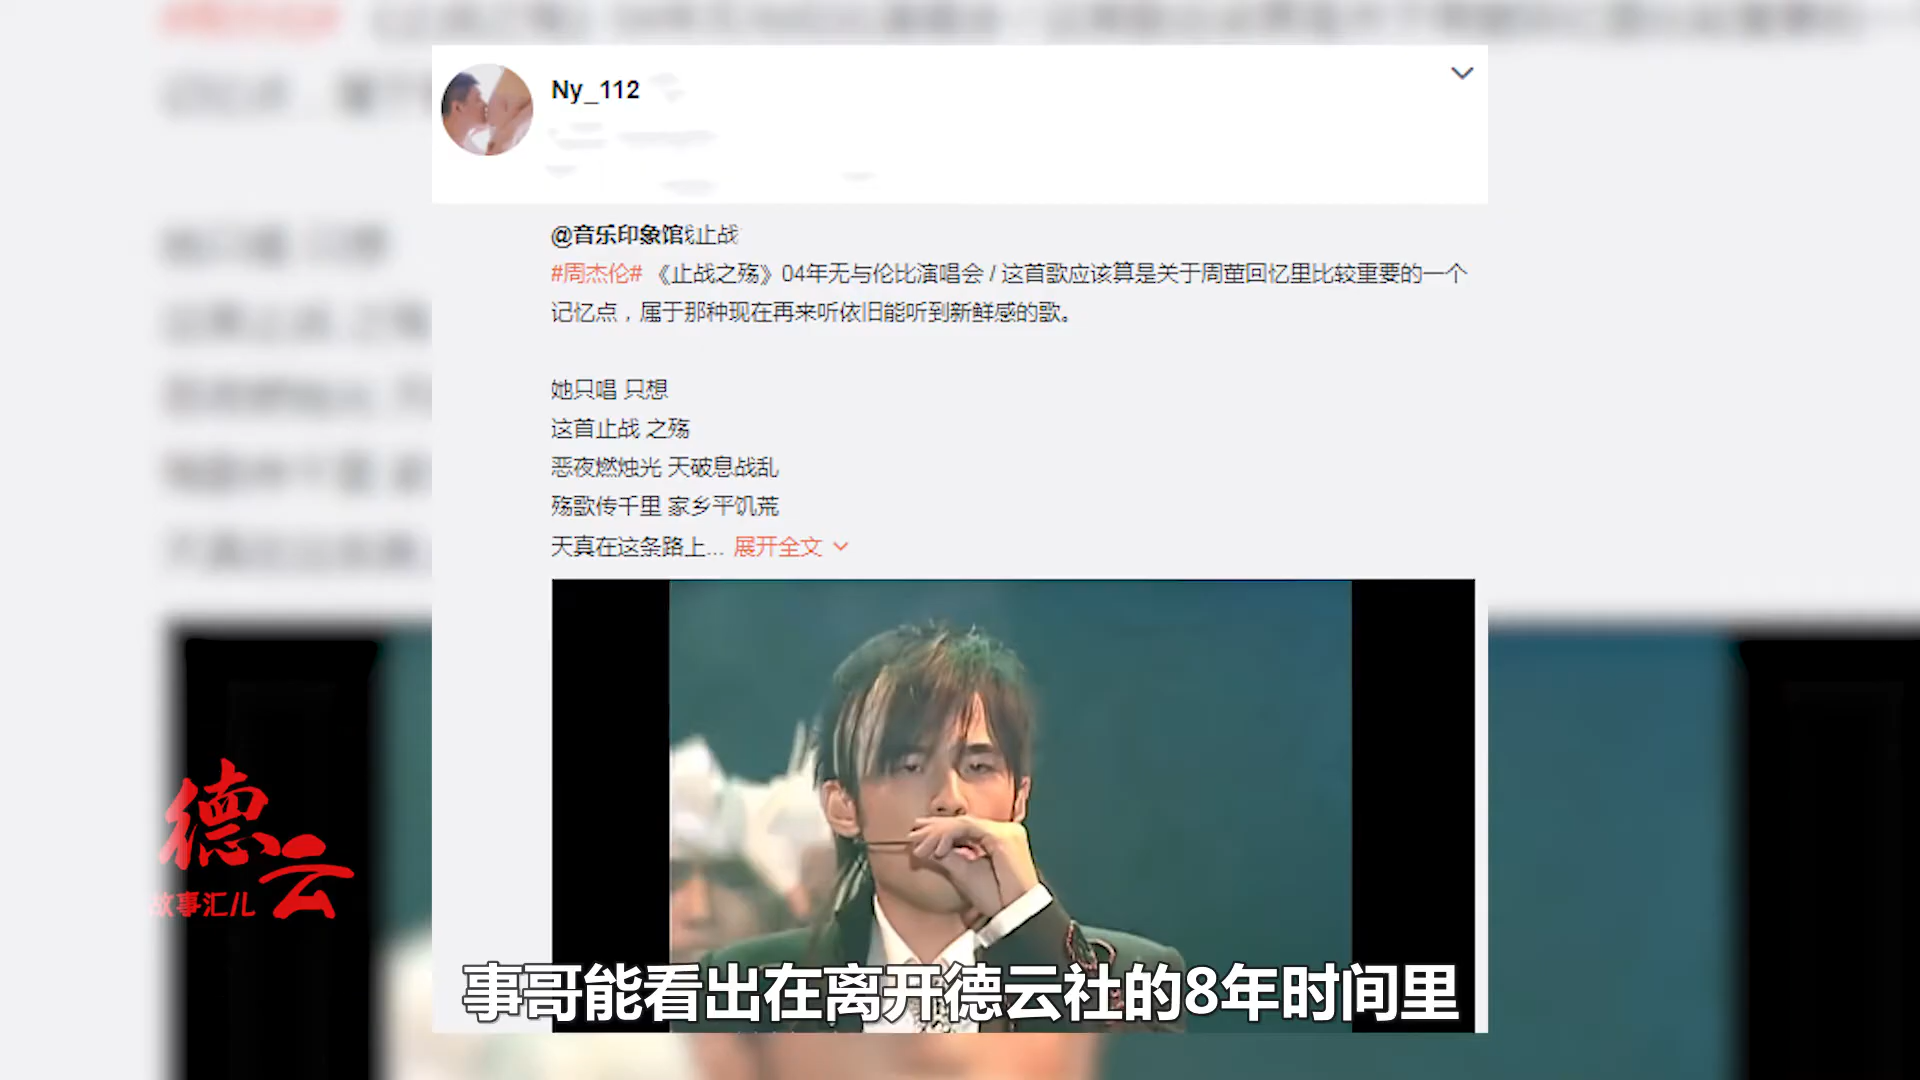 Ny_112
@音乐印象馆 止战
#周杰伦# 《止战之殇》04年无与伦比演唱会 / 这首歌应该算是关于周董回忆里比较重要的一个
记忆点，属于那种现在再来听依旧能听到新鲜感的歌。
她只唱 只想
这首止战 之殇
恶夜燃烛光 天破息战乱
殇歌传千里 家乡平饥荒
天真在这条路上... 展开全文
德云
故事汇儿
事哥能看出在离开德云社的8年时间里